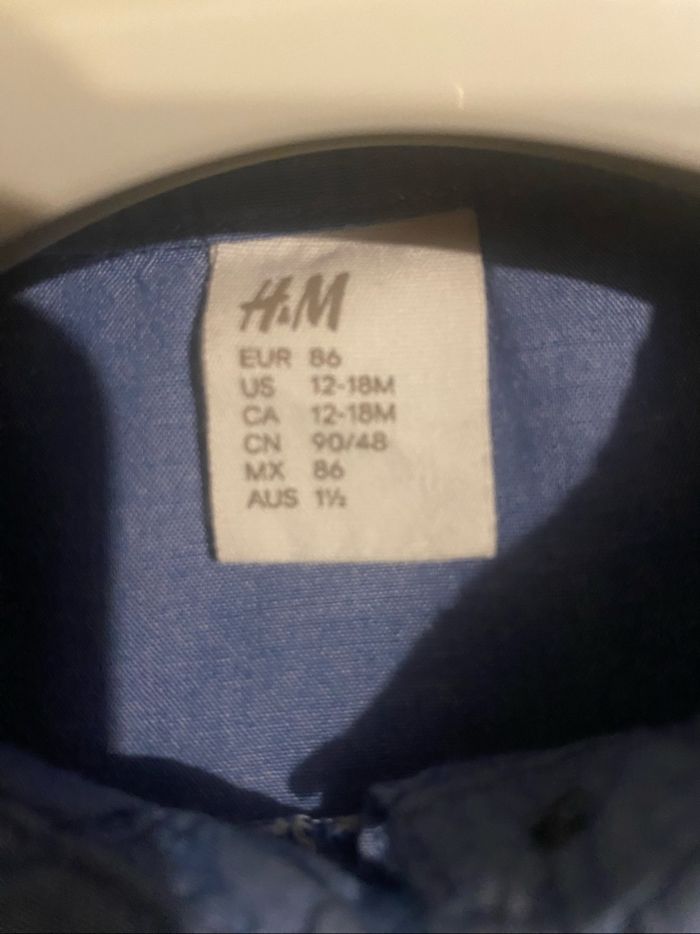 H&M
EUR 86
US 12-18M
CA 12-18M
CN 90/48
MX 86
AUS 1½